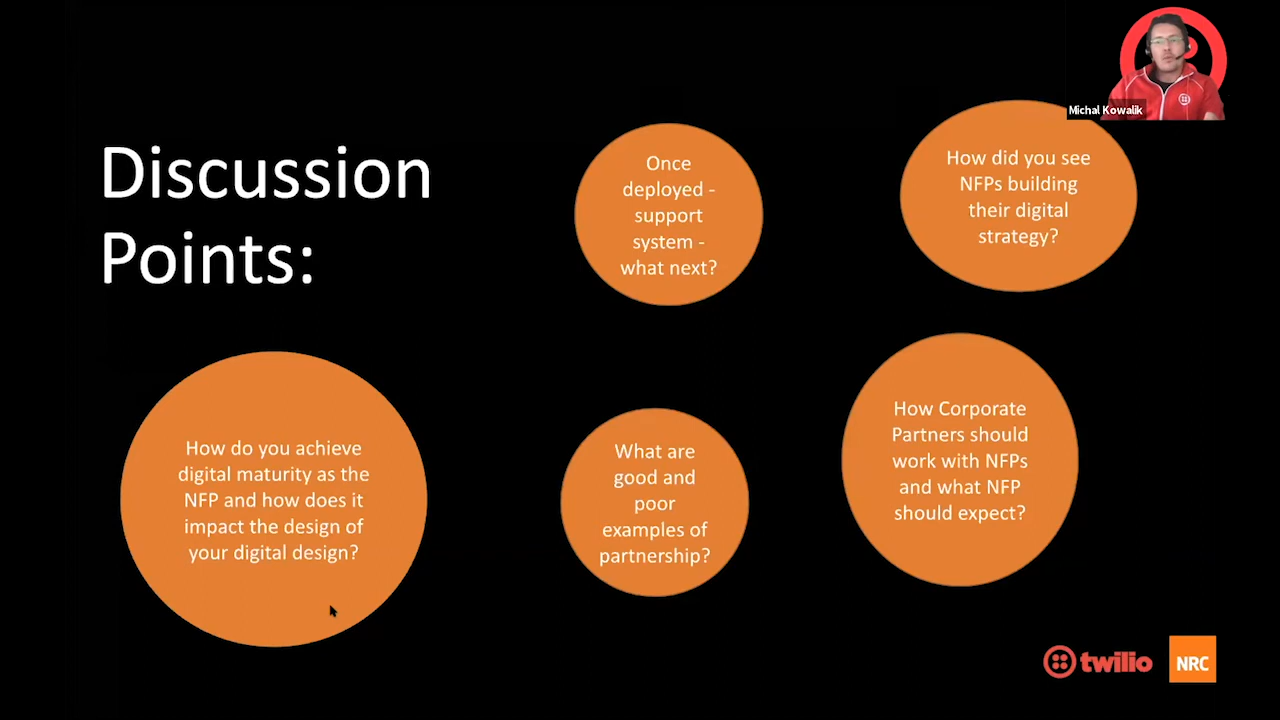 Michal Kowalik
Discussion
Points:
Once
deployed -
support
system -
what next?
How did you see
NFPs building
their digital
strategy?
How do you achieve
digital maturity as the
NFP and how does it
impact the design of
your digital design?
What are
good and
poor
examples of
partnership?
How Corporate
Partners should
work with NFPs
and what NFP
should expect?
twilio
NRC